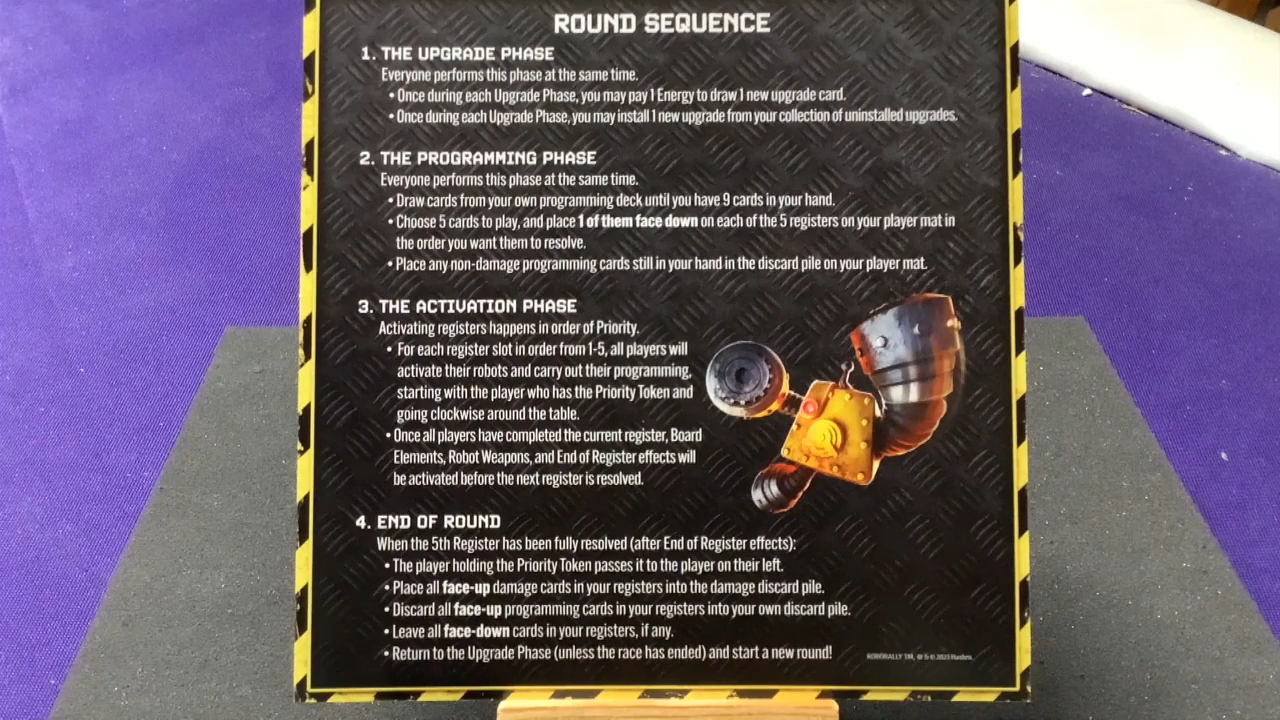 ROUND SEQUENCE
1. THE UPGRADE PHASE
Everyone performs this phase at the same time.
• Once during each Upgrade Phase, you may pay 1 Energy to draw 1 new upgrade card.
• Once during each Upgrade Phase, you may install 1 new upgrade from your collection of uninstalled upgrades.
2. THE PROGRAMMING PHASE
Everyone performs this phase at the same time.
• Draw cards from your own programming deck until you have 9 cards in your hand.
• Choose 5 cards to play, and place 1 of them face down on each of the 5 registers on your player mat in
the order you want them to resolve.
• Place any non-damage programming cards still in your hand in the discard pile on your player mat.
3. THE ACTIVATION PHASE
Activating registers happens in order of Priority.
• For each register slot in order from 1-5, all players will
activate their robots and carry out their programming,
starting with the player who has the Priority Token and
going clockwise around the table.
• Once all players have completed the current register, Board
Elements, Robot Weapons, and End of Register effects will
be activated before the next register is resolved.
4. END OF ROUND
When the 5th Register has been fully resolved (after End of Register effects):
• The player holding the Priority Token passes it to the player on their left.
• Place all face-up damage cards in your registers into the damage discard pile.
• Discard all face-up programming cards in your registers into your own discard pile.
• Leave all face-down cards in your registers, if any.
• Return to the Upgrade Phase (unless the race has ended) and start a new round!
ROBORALLY TM, © 2023 Hasbro.